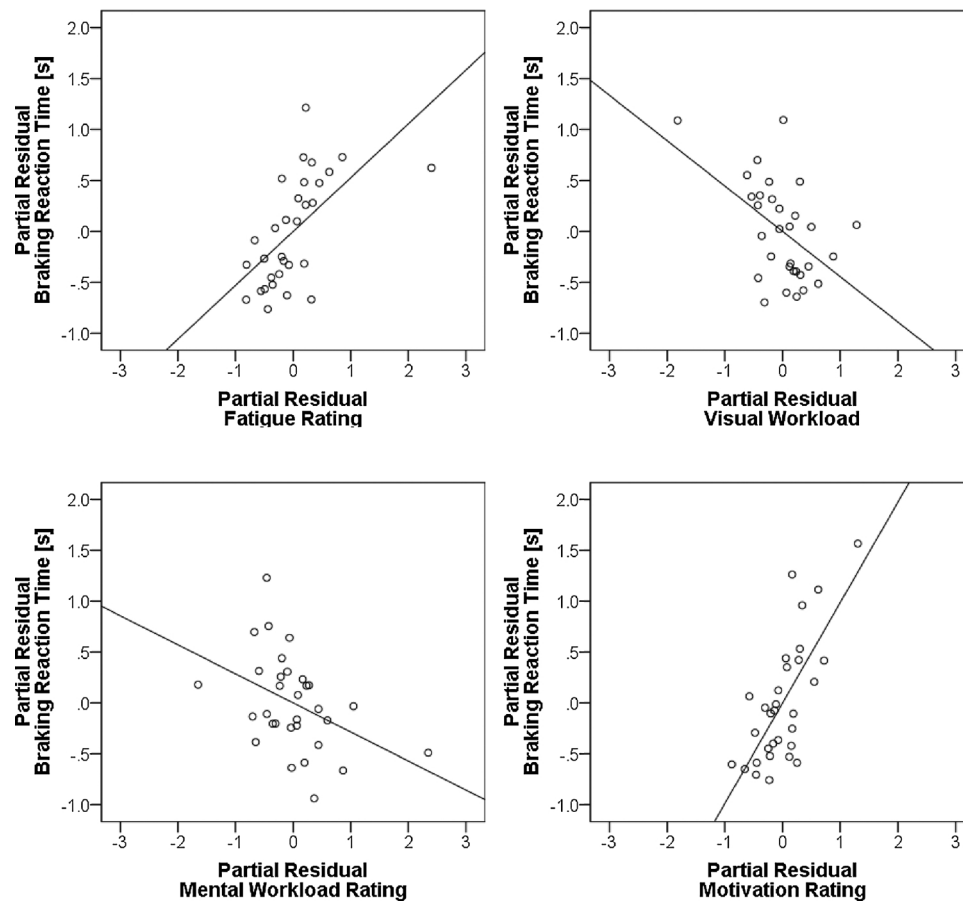 2.0
1.5
1.0
.5
.0
-.5
-1.0
Partial Residual
Braking Reaction Time [s]
-3 -2 -1 0 1 2 3
Partial Residual
Fatigue Rating
2.0
1.5
1.0
.5
.0
-.5
-1.0
Partial Residual
Braking Reaction Time [s]
-3 -2 -1 0 1 2 3
Partial Residual
Visual Workload
2.0
1.5
1.0
.5
.0
-.5
-1.0
Partial Residual
Braking Reaction Time [s]
-3 -2 -1 0 1 2 3
Partial Residual
Mental Workload Rating
2.0
1.5
1.0
.5
.0
-.5
-1.0
Partial Residual
Braking Reaction Time [s]
-3 -2 -1 0 1 2 3
Partial Residual
Motivation Rating